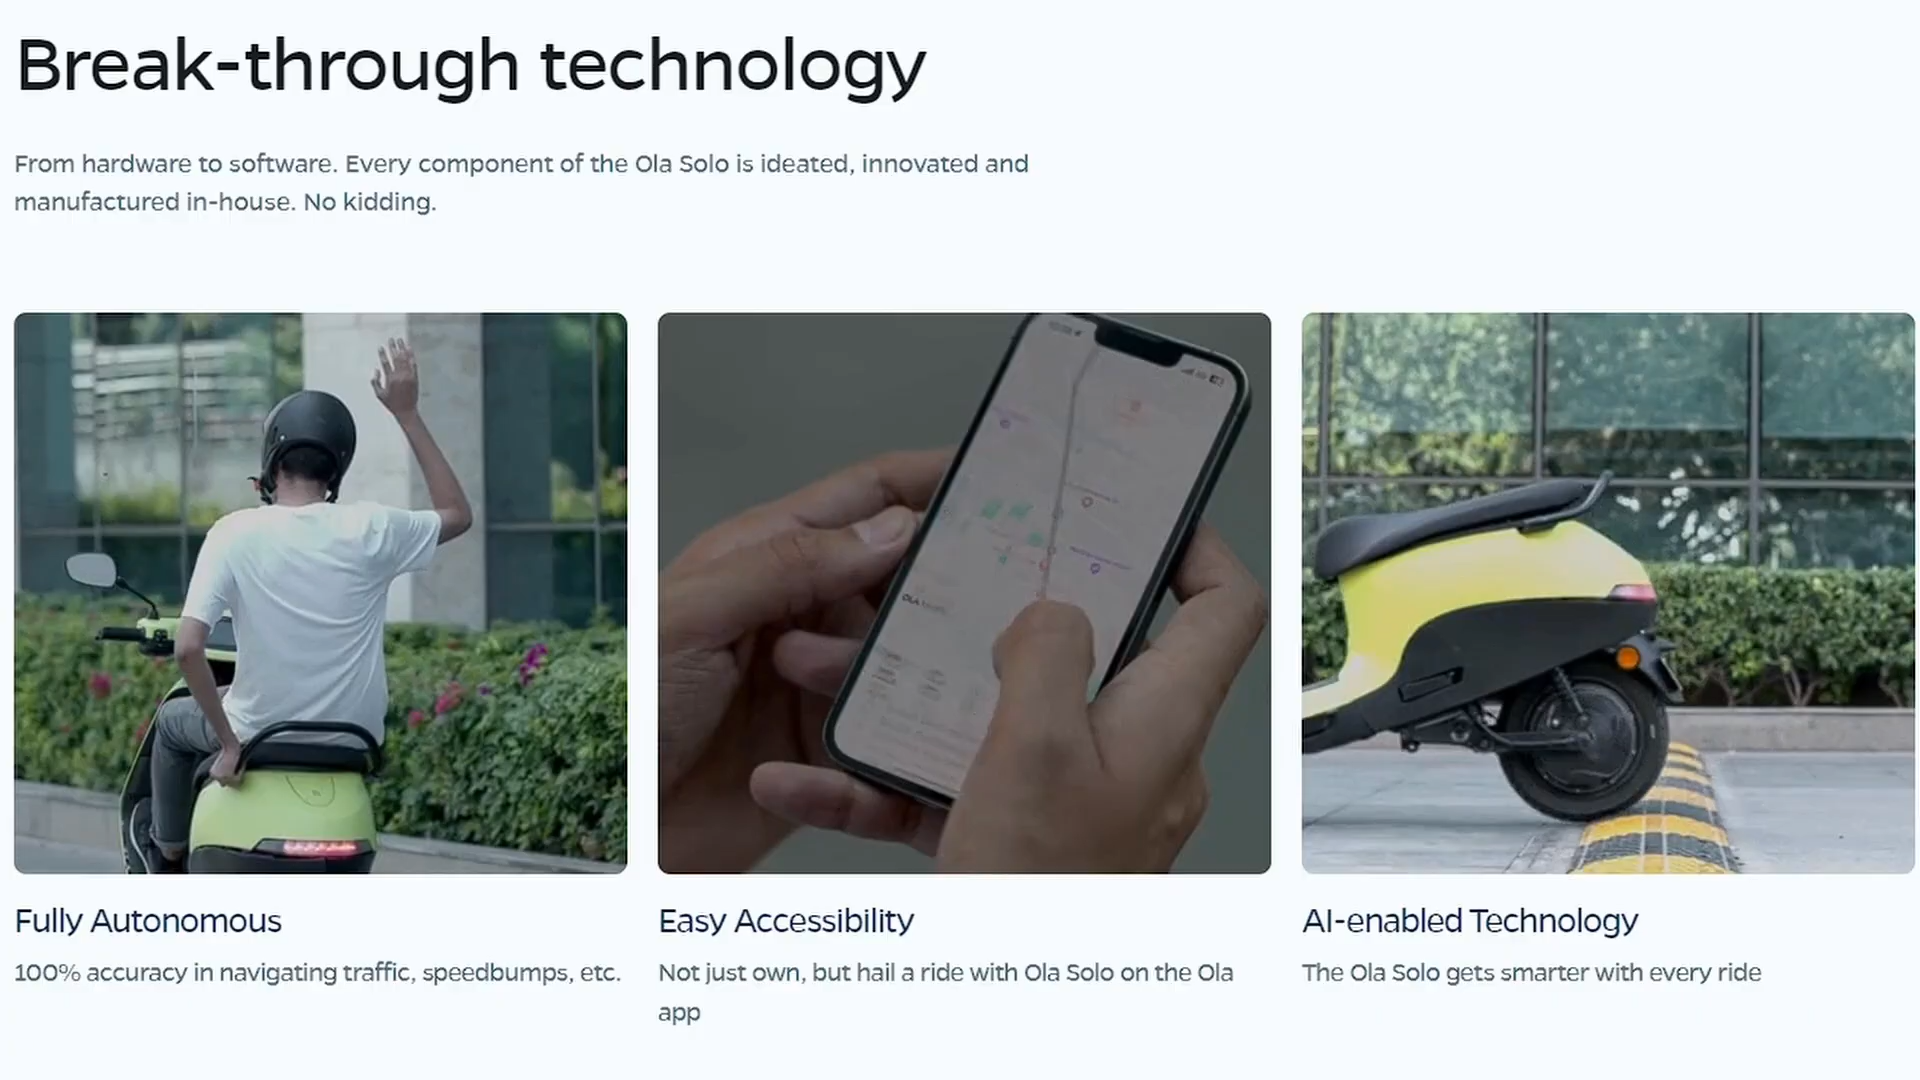 Break-through technology
From hardware to software. Every component of the Ola Solo is ideated, innovated and
manufactured in-house. No kidding.
OLA
Fully Autonomous
100% accuracy in navigating traffic, speedbumps, etc.
Easy Accessibility
Not just own, but hail a ride with Ola Solo on the Ola
app
AI-enabled Technology
The Ola Solo gets smarter with every ride